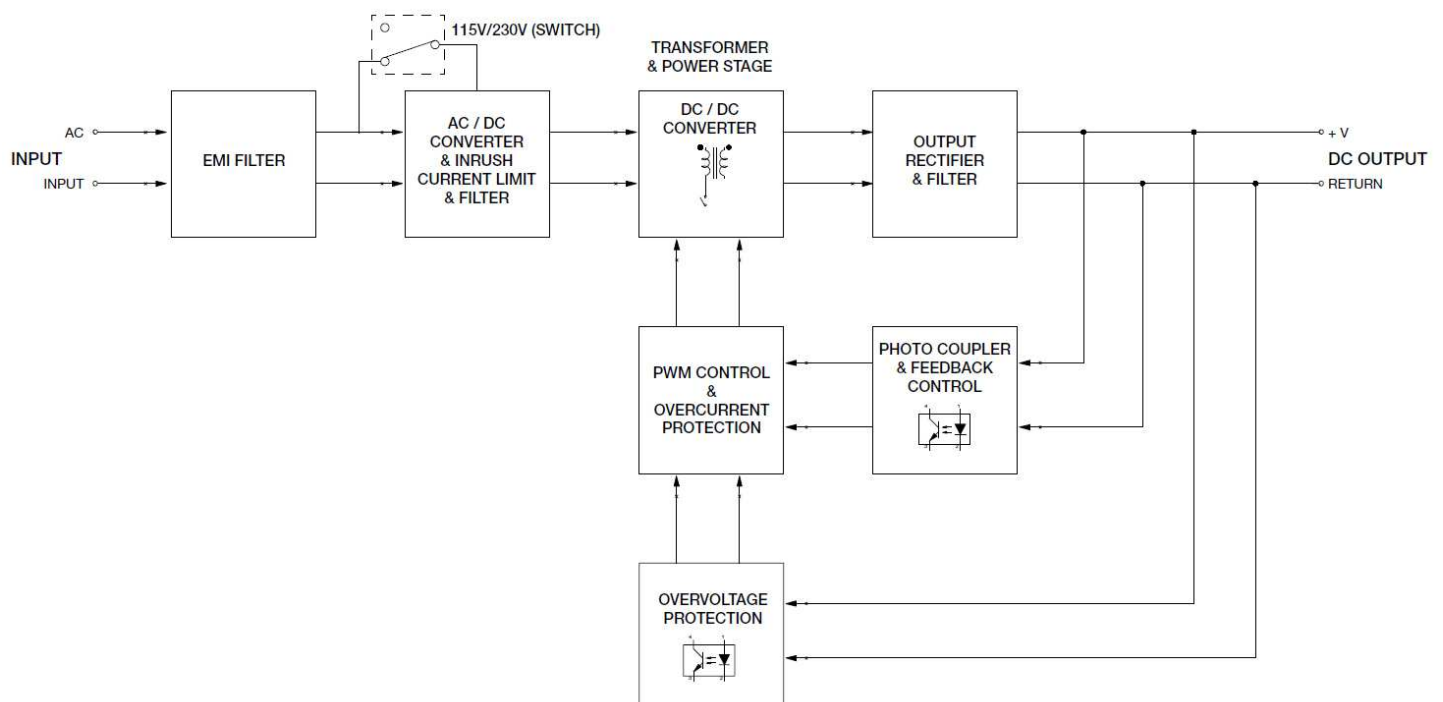 115V/230V (SWITCH)
TRANSFORMER
& POWER STAGE
AC
INPUT
INPUT
EMI FILTER
AC / DC
CONVERTER
& INRUSH
CURRENT LIMIT
& FILTER
DC / DC
CONVERTER
OUTPUT
RECTIFIER
& FILTER
+ V
DC OUTPUT
RETURN
PWM CONTROL
&
OVERCURRENT
PROTECTION
PHOTO COUPLER
& FEEDBACK
CONTROL
OVERVOLTAGE
PROTECTION